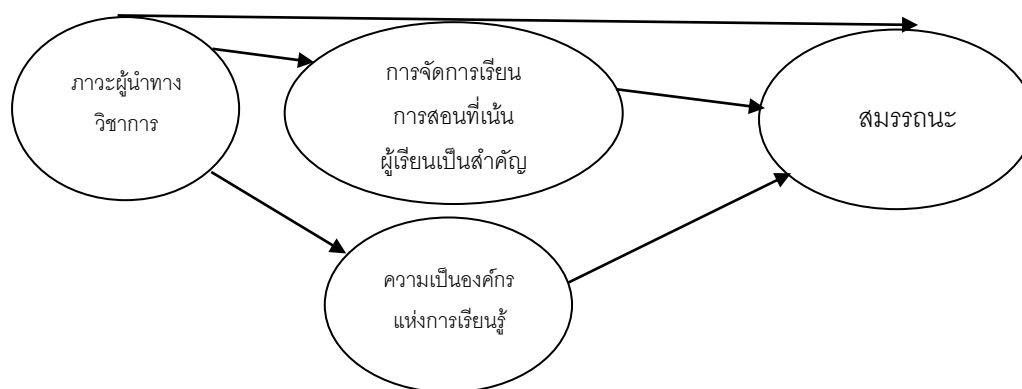 ภาวะผู้นำทาง
วิชาการ
การจัดการเรียน
การสอนที่เน้น
ผู้เรียนเป็นสำคัญ
สมรรถนะ
ความเป็นองค์กร
แห่งการเรียนรู้